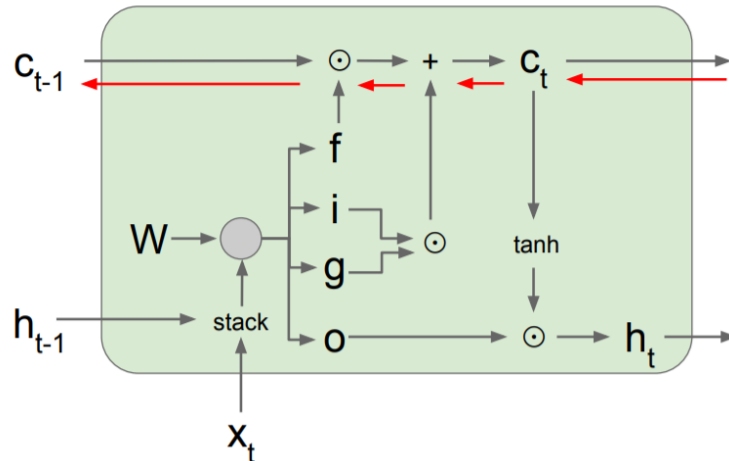 c_{t-1} ⊙ + c_t
f
W i ⊙
g tanh
h_{t-1} stack
o ⊙ h_t
x_t